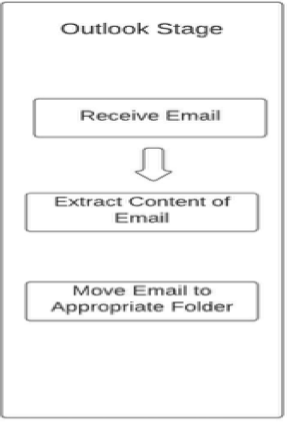 Outlook Stage
Receive Email
Extract Content of
Email
Move Email to
Appropriate Folder